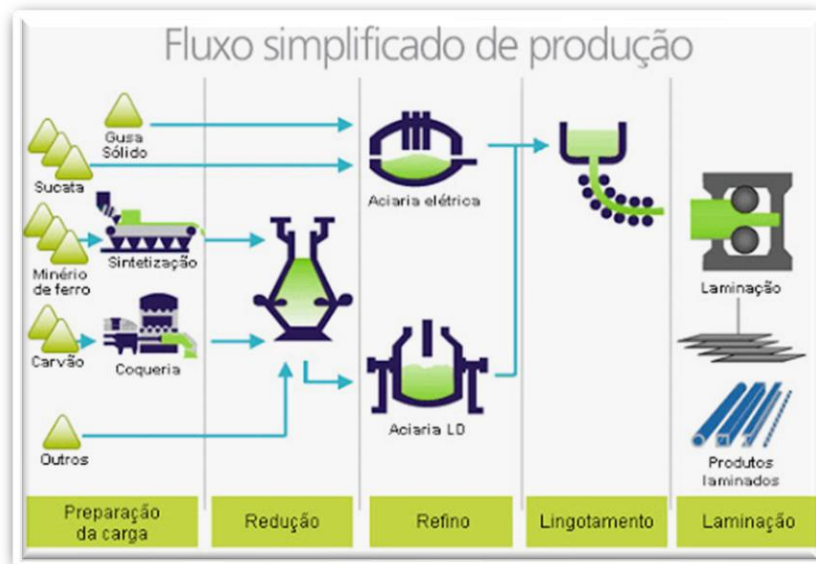 Fluxo simplificado de produção
Gusa
Sólido
Sucata
Aciaria elétrica
Minério
de ferro
Sintetização
Laminação
Carvão
Coqueria
Aciaria LD
Outros
Produtos
laminados
Preparação
da carga
Redução
Refino
Lingotamento
Laminação